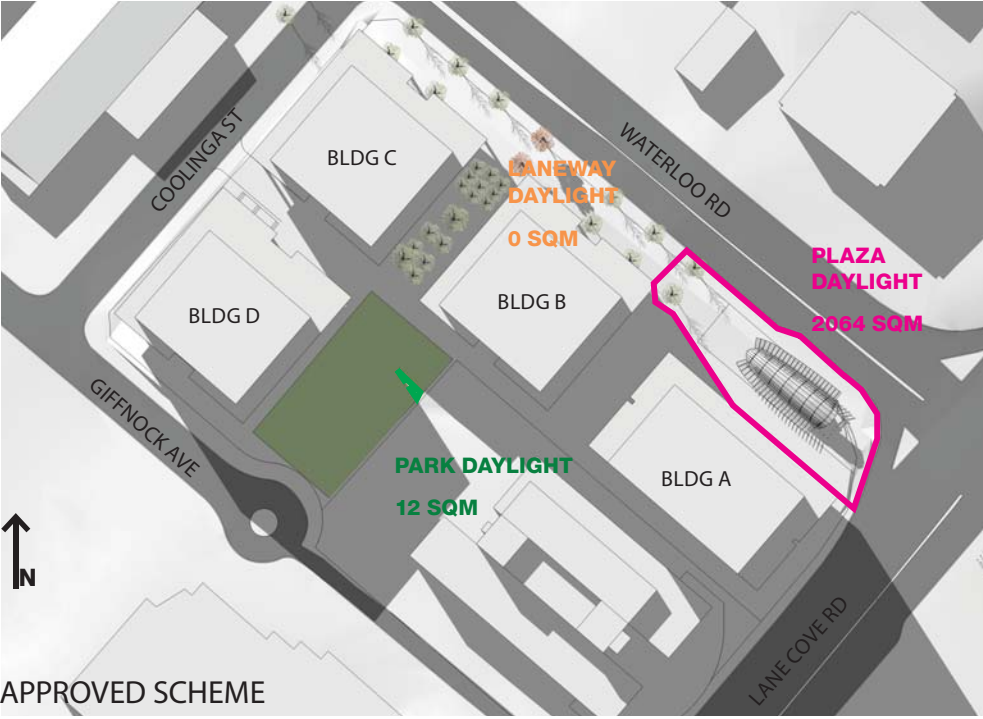 COOLINGA ST
BLDG C
WATERLOO RD
LANEWAY
DAYLIGHT
0 SQM
PLAZA
DAYLIGHT
2064 SQM
BLDG B
BLDG D
GIFFNOCK AVE
PARK DAYLIGHT
12 SQM
BLDG A
N
LANE COVE RD
APPROVED SCHEME